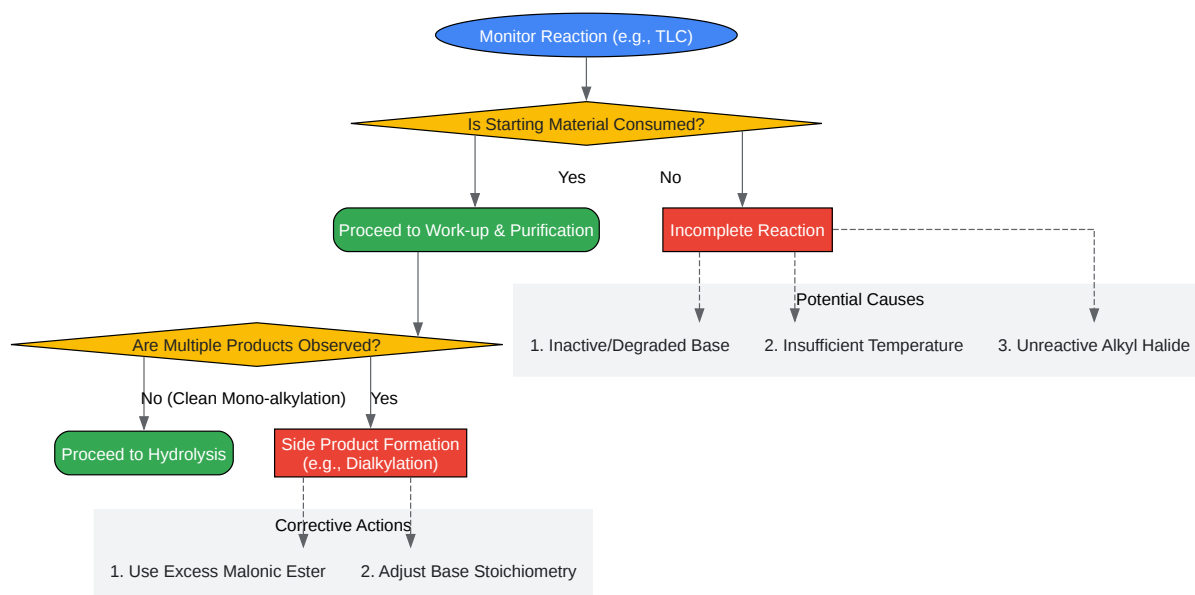 Monitor Reaction (e.g., TLC)
Is Starting Material Consumed?
Yes
No
Proceed to Work-up & Purification
Incomplete Reaction
Potential Causes
1. Inactive/Degraded Base
2. Insufficient Temperature
3. Unreactive Alkyl Halide
Are Multiple Products Observed?
No (Clean Mono-alkylation)
Yes
Proceed to Hydrolysis
Side Product Formation
(e.g., Dialkylation)
Corrective Actions
1. Use Excess Malonic Ester
2. Adjust Base Stoichiometry